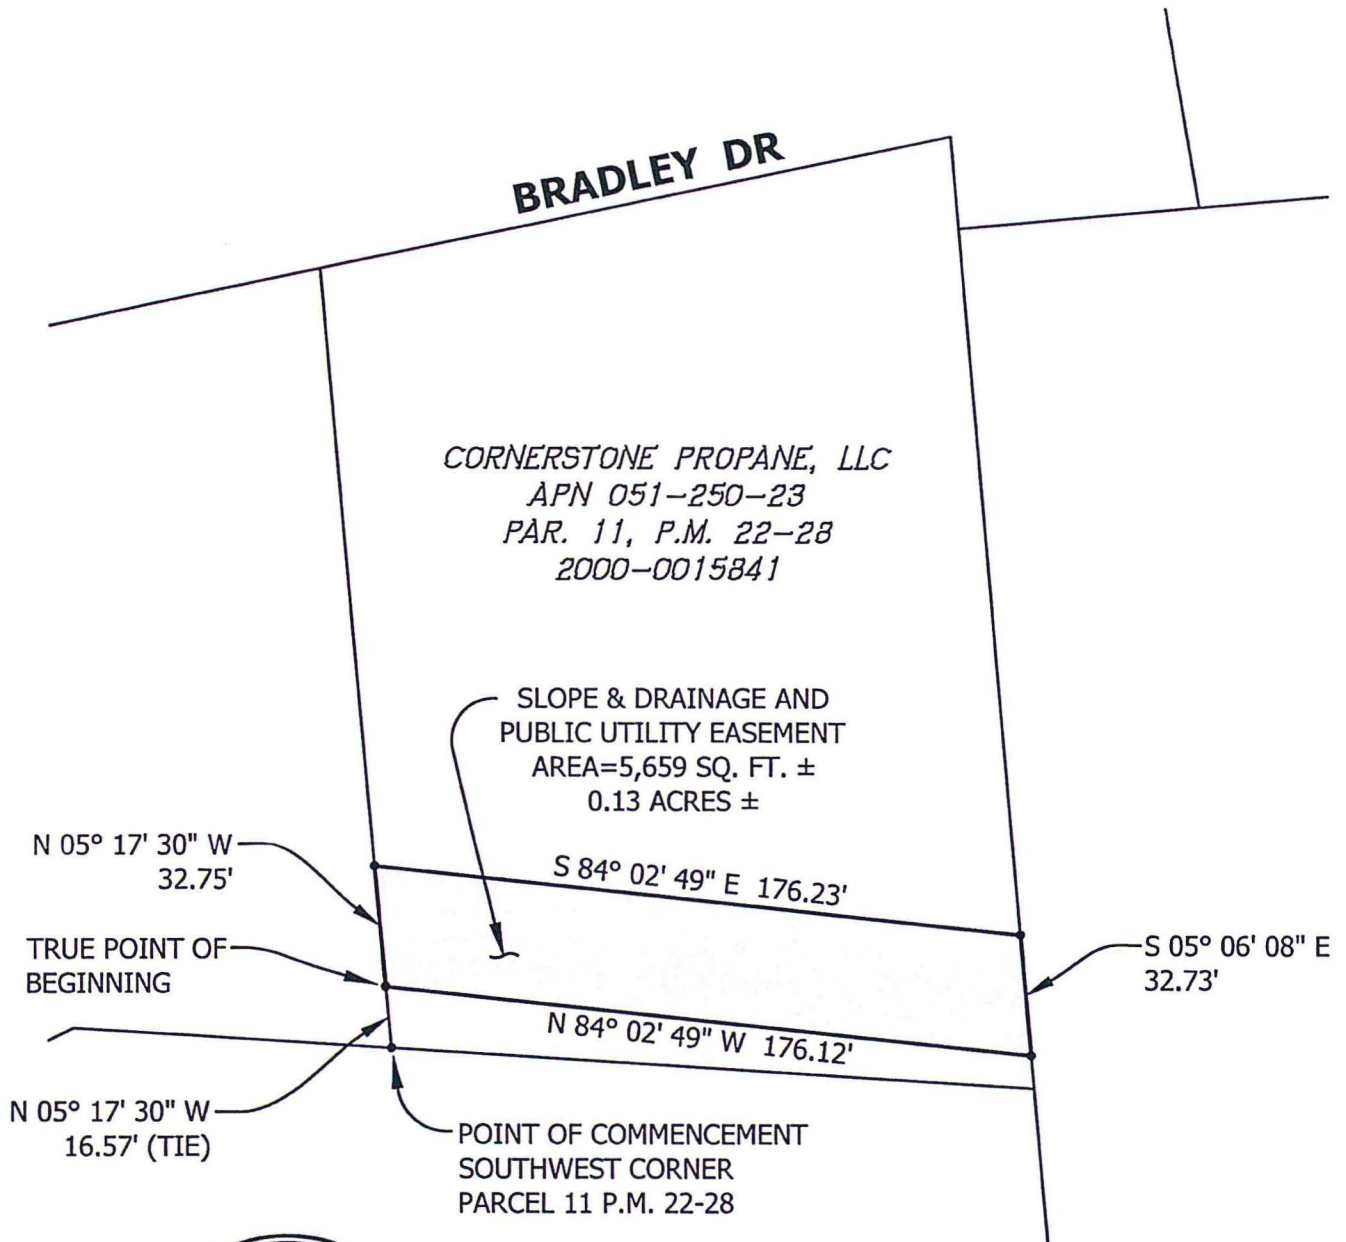 BRADLEY DR
CORNERSTONE PROPANE, LLC
APN 051-250-23
PAR. 11, P.M. 22-28
2000-0015841
SLOPE & DRAINAGE AND
PUBLIC UTILITY EASEMENT
AREA=5,659 SQ. FT. ±
0.13 ACRES ±
N 05° 17' 30" W
32.75'
S 84° 02' 49" E 176.23'
TRUE POINT OF
BEGINNING
S 05° 06' 08" E
32.73'
N 84° 02' 49" W 176.12'
N 05° 17' 30" W
16.57' (TIE)
POINT OF COMMENCEMENT
SOUTHWEST CORNER
PARCEL 11 P.M. 22-28